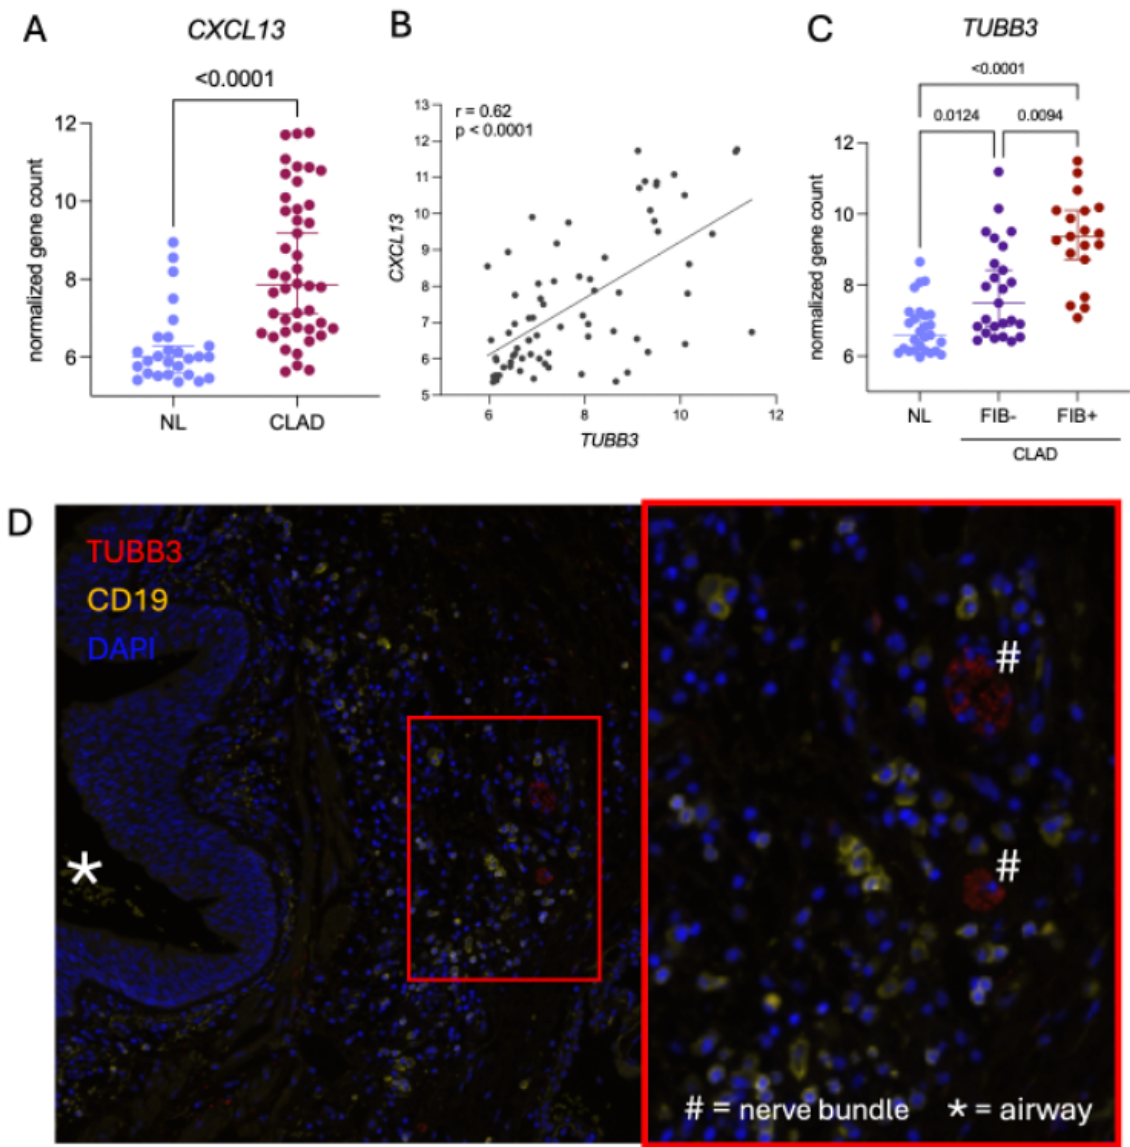 A
CXCL13
<0.0001
normalized gene count
12
10
8
6
NL
CLAD
B
r = 0.62
p < 0.0001
CXCL13
13
12
11
10
9
8
7
6
5
6
8
10
12
TUBB3
C
TUBB3
<0.0001
0.0124
0.0094
normalized gene count
12
10
8
6
NL
FIB-
FIB+
CLAD
D
TUBB3
CD19
DAPI
*
#
#
# = nerve bundle
* = airway